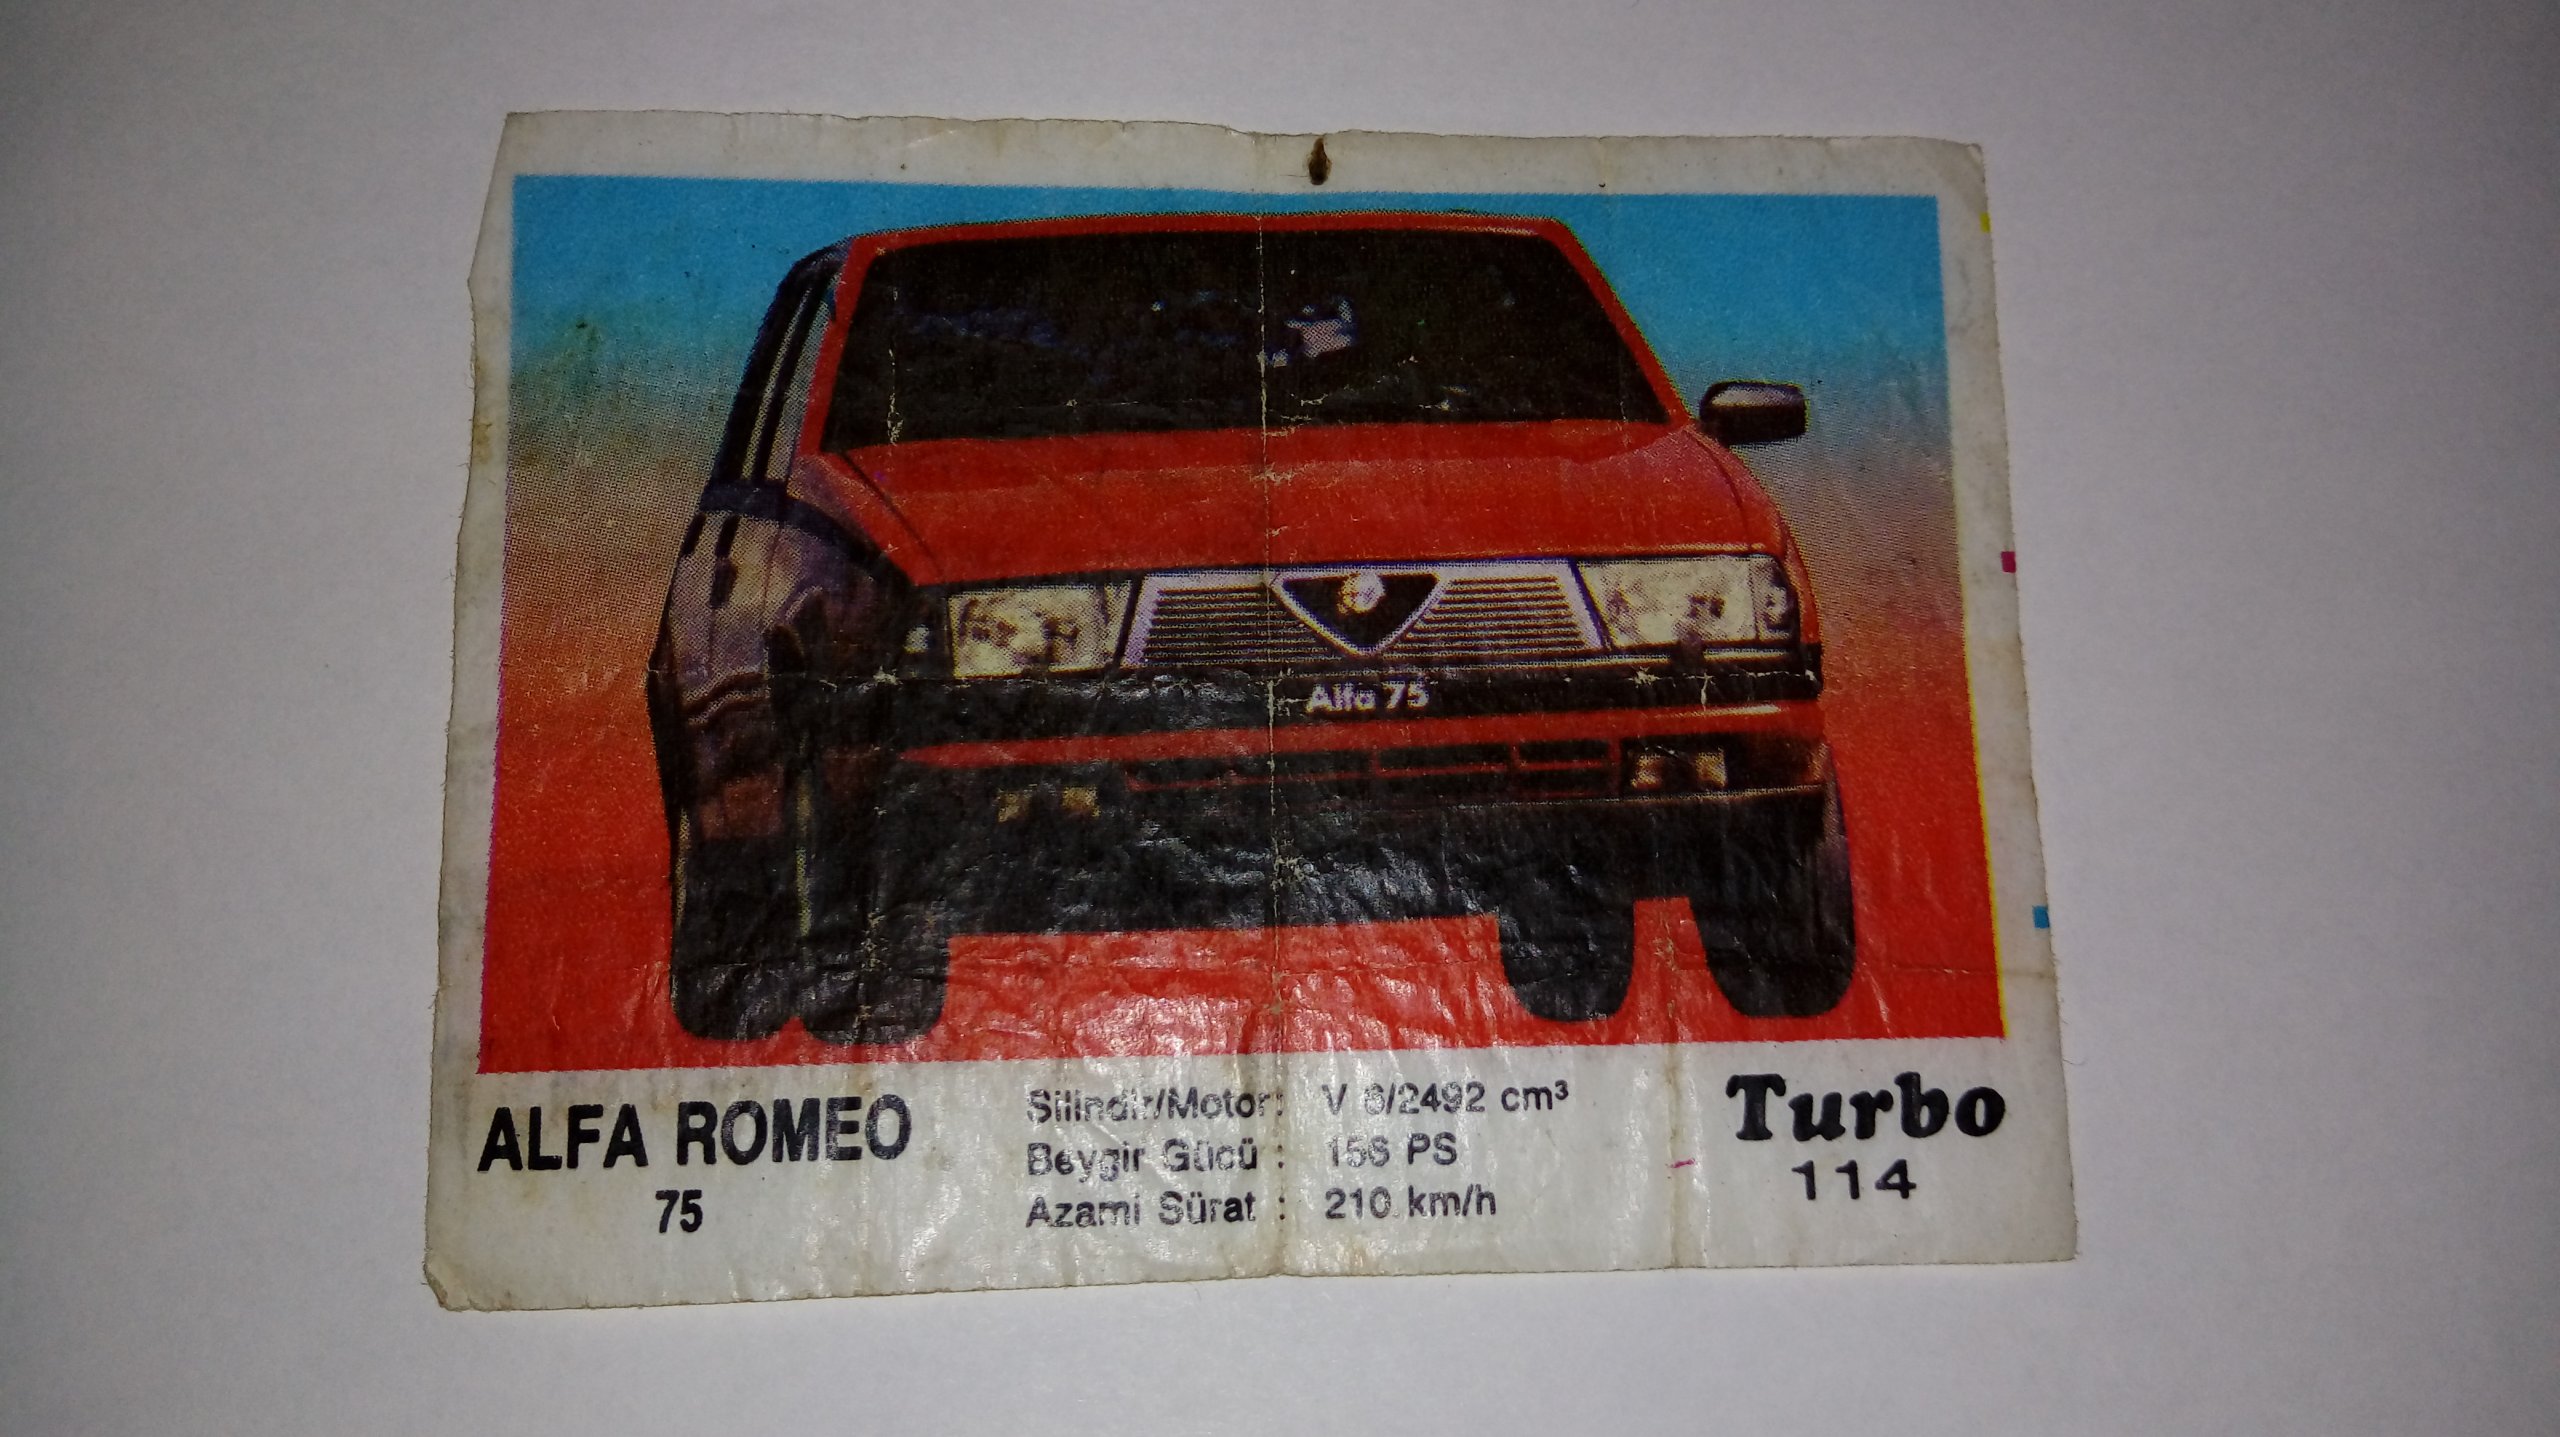 Alfa 75
ALFA ROMEO
75
Silindir/Motor: V 6/2492 cm³
Beygir Gücü : 156 PS
Azami Sürat : 210 km/h
Turbo
114